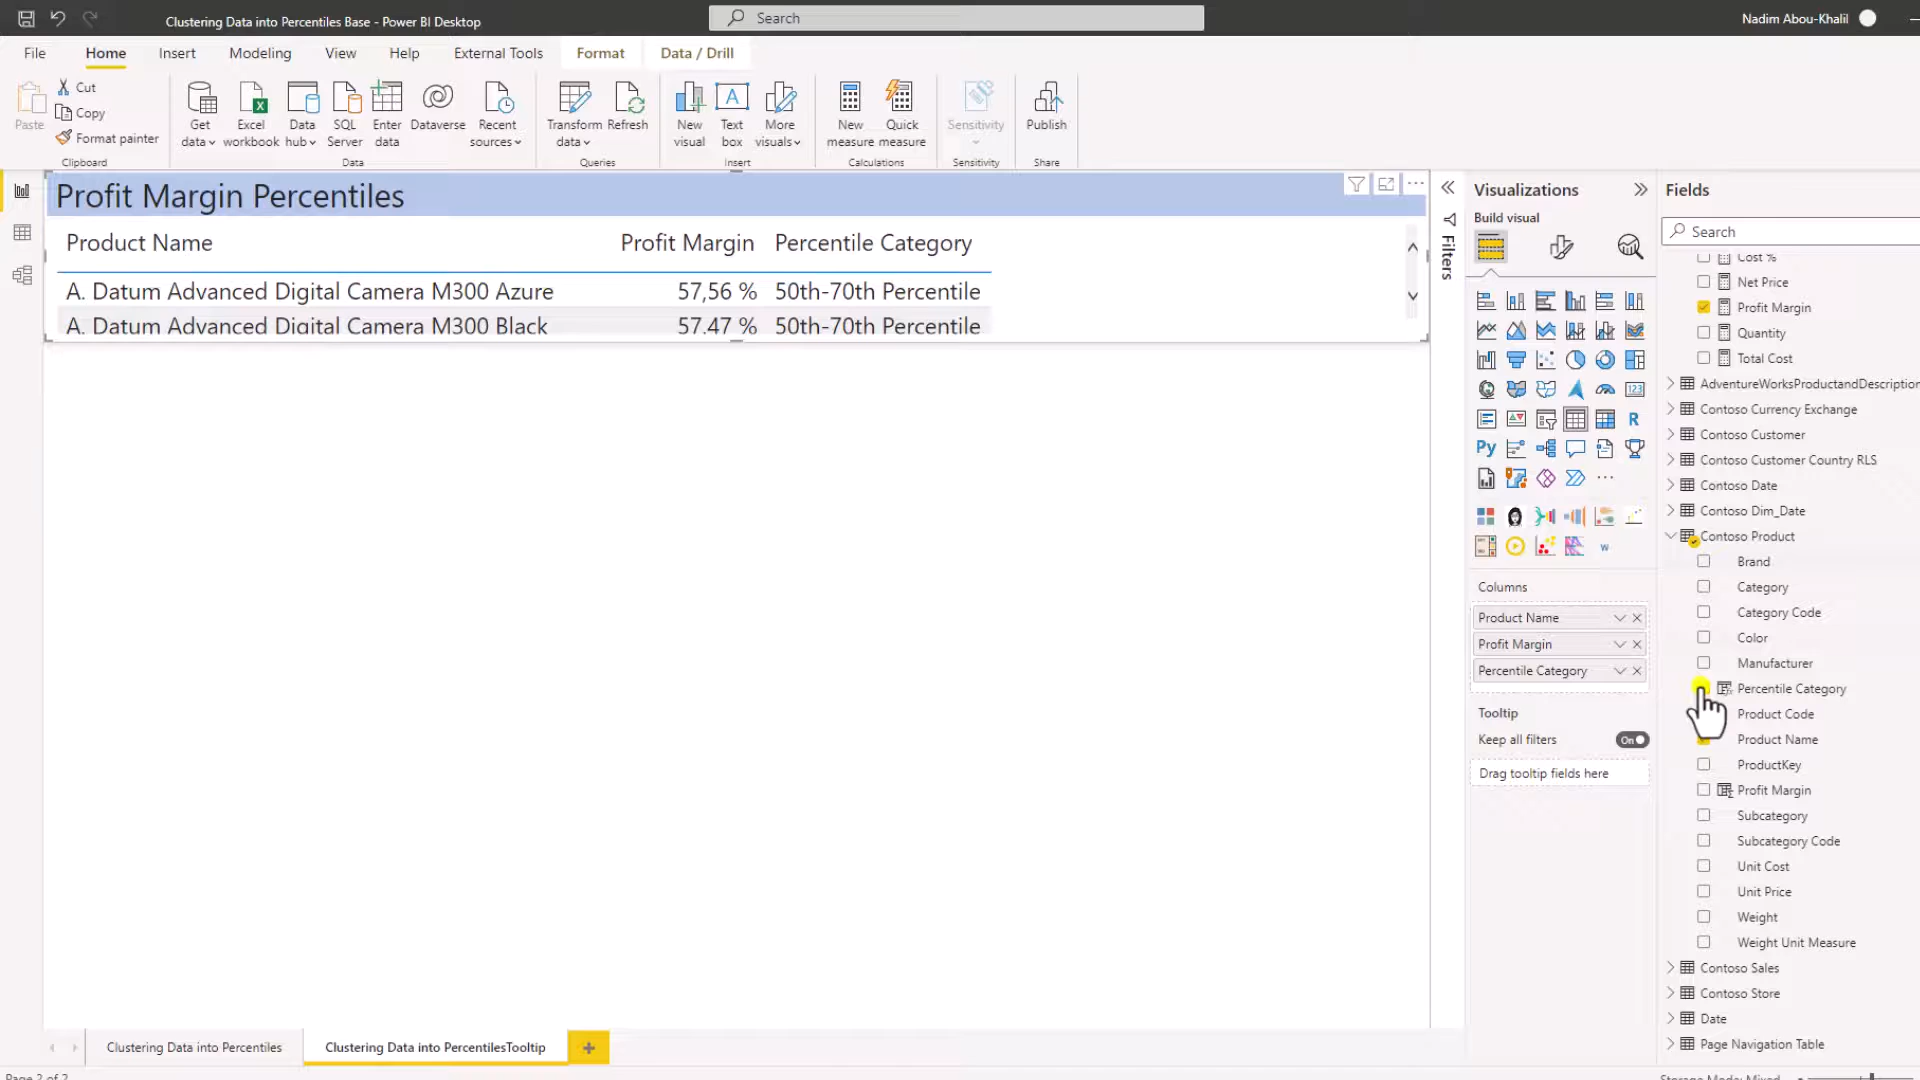 Clustering Data into Percentiles Base - Power BI Desktop
Search
Nadim Abou-Khalil
File
Home
Insert
Modeling
View
Help
External Tools
Format
Data / Drill
Paste
Cut
Copy
Format painter
Clipboard
Get data
Excel workbook
Data hub
SQL Server
Enter data
Dataverse
Recent sources
Data
Transform data
Refresh
Queries
New visual
Text box
More visuals
Insert
New measure
Quick measure
Calculations
Sensitivity
Sensitivity
Publish
Share
Profit Margin Percentiles
Product Name Profit Margin Percentile Category
A. Datum Advanced Digital Camera M300 Azure 57,56 % 50th-70th Percentile
A. Datum Advanced Digital Camera M300 Black 57,47 % 50th-70th Percentile
Filters
Visualizations
Build visual
123
R
Py
Columns
Product Name
Profit Margin
Percentile Category
Tooltip
Keep all filters
On
Drag tooltip fields here
Fields
Search
Cost %
Net Price
Profit Margin
Quantity
Total Cost
AdventureWorksProductandDescription
Contoso Currency Exchange
Contoso Customer
Contoso Customer Country RLS
Contoso Date
Contoso Dim_Date
Contoso Product
Brand
Category
Category Code
Color
Manufacturer
Percentile Category
Product Code
Product Name
ProductKey
Profit Margin
Subcategory
Subcategory Code
Unit Cost
Unit Price
Weight
Weight Unit Measure
Contoso Sales
Contoso Store
Date
Page Navigation Table
Clustering Data into Percentiles
Clustering Data into PercentilesTooltip
Page 2 of 2
Storage Mode: Mixed